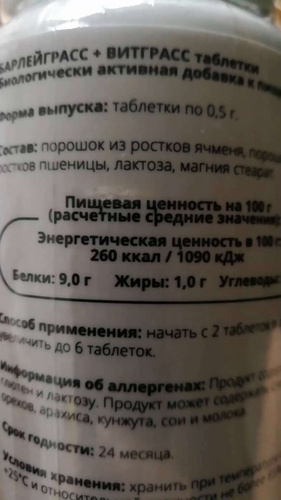 БАРЛЕЙГРАСС + ВИТГРАСС таблетки
Биологически активная добавка к
Форма выпуска: таблетки по 0,5 г.
Состав: порошок из ростков ячменя,
ростков пшеницы, лактоза, магния стеарат.
Пищевая ценность на 100 г
(расчетные средние значения):
Энергетическая ценность в 100 г:
260 ккал / 1090 кДж
Белки: 9,0 г Жиры: 1,0 г Углеводы:
Способ применения: начать с 2 таблеток
увеличить до 6 таблеток.
Информация об аллергенах: Продукт
глютен и лактозу. Продукт может содержать
орехов, арахиса, кунжута, сои и молока.
Срок годности: 24 месяца.
Условия хранения: хранить при температуре
+25°C и относительной